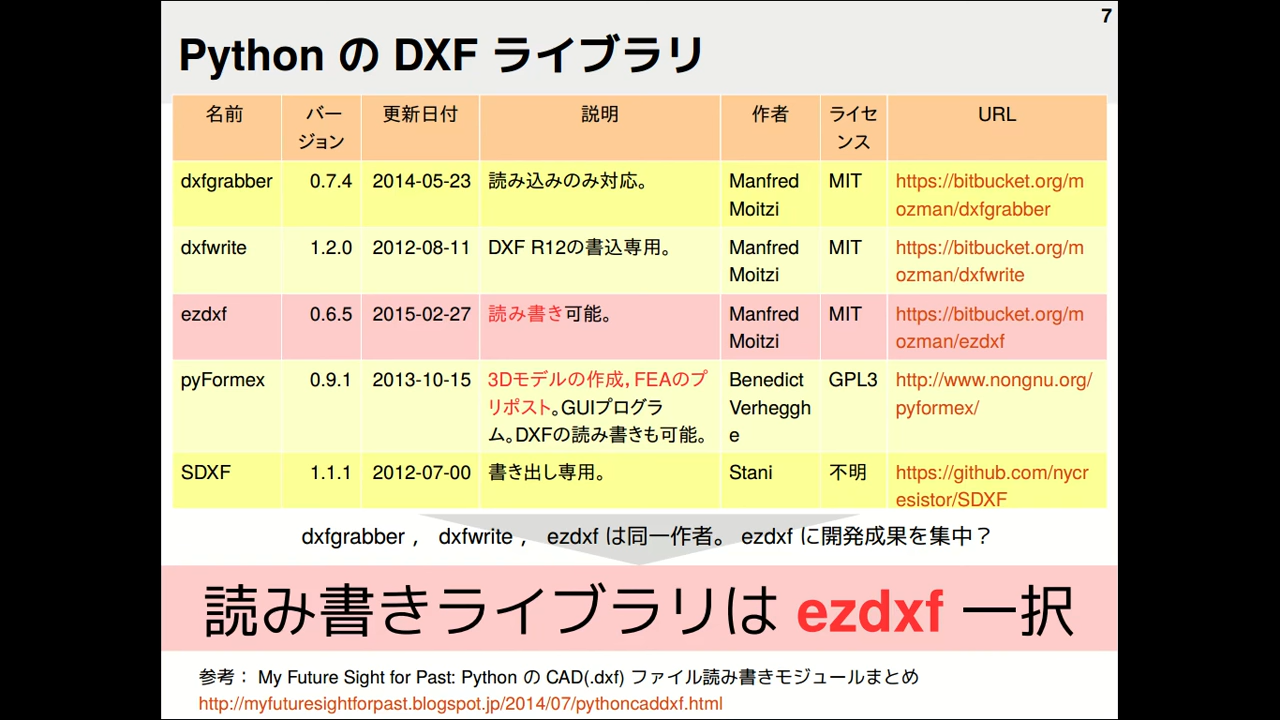 7
Python の DXF ライブラリ
名前 バー 更新日付 説明 作者 ライセ URL
ジョン ンス
dxfgrabber 0.7.4 2014-05-23 読み込みのみ対応。 Manfred MIT https://bitbucket.org/m
Moitzi ozman/dxfgrabber
dxfwrite 1.2.0 2012-08-11 DXF R12の書込専用。 Manfred MIT https://bitbucket.org/m
Moitzi ozman/dxfwrite
ezdxf 0.6.5 2015-02-27 読み書き可能。 Manfred MIT https://bitbucket.org/m
Moitzi ozman/ezdxf
pyFormex 0.9.1 2013-10-15 3Dモデルの作成，FEAのプ Benedict GPL3 http://www.nongnu.org/
リポスト。GUIプログラ Verheggh pyformex/
ム。DXFの読み書きも可能。 e
SDXF 1.1.1 2012-07-00 書き出し専用。 Stani 不明 https://github.com/nycr
esistor/SDXF
dxfgrabber ， dxfwrite ， ezdxf は同一作者。 ezdxf に開発成果を集中？
読み書きライブラリは ezdxf 一択
参考： My Future Sight for Past: Python の CAD(.dxf) ファイル読み書きモジュールまとめ
http://myfuturesightforpast.blogspot.jp/2014/07/pythoncaddxf.html